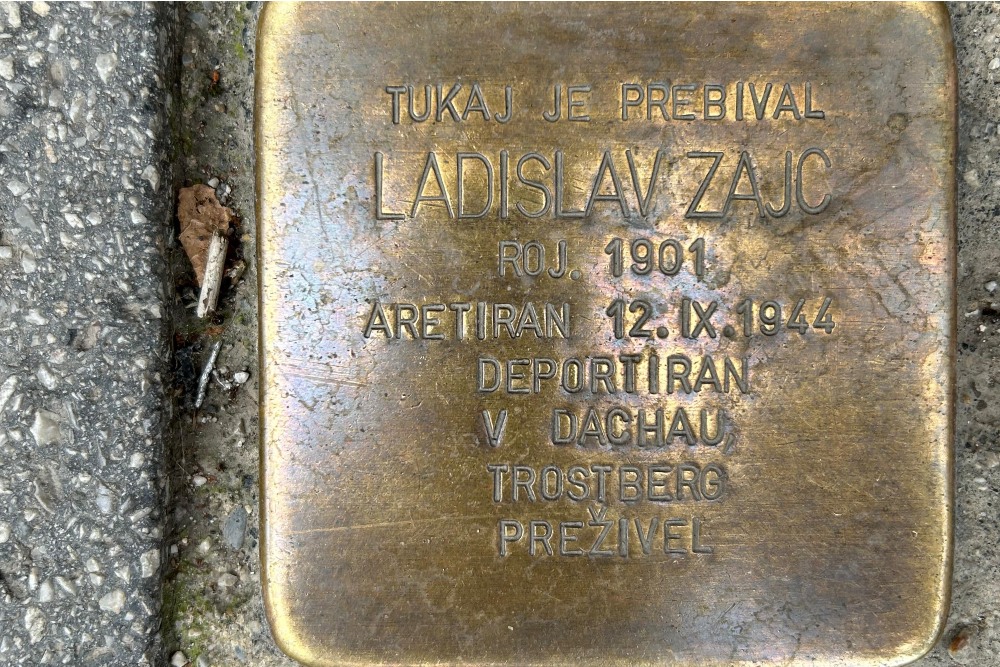 TUKAJ JE PREBIVAL
LADISLAV ZAJC
ROJ. 1901
ARETIRAN 12.IX.1944
DEPORTIRAN
V DACHAU,
TROSTBERG
PREŽIVEL